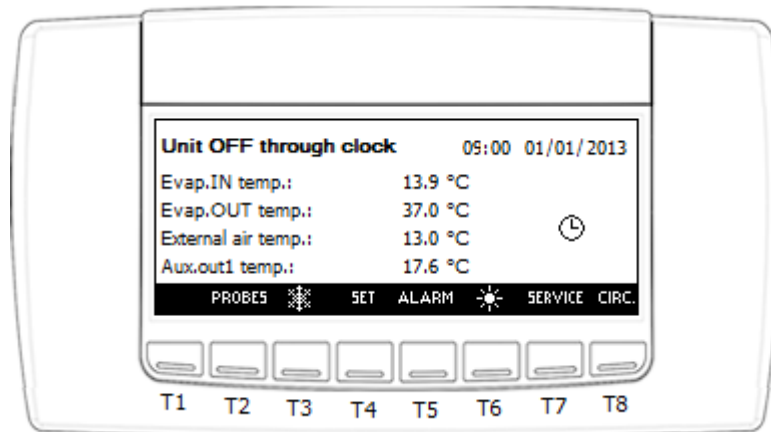 Unit OFF through clock 09:00 01/01/2013
Evap.IN temp.: 13.9 °C
Evap.OUT temp.: 37.0 °C
External air temp.: 13.0 °C
Aux.out1 temp.: 17.6 °C
PROBES SET ALARM SERVICE CIRC.
T1 T2 T3 T4 T5 T6 T7 T8